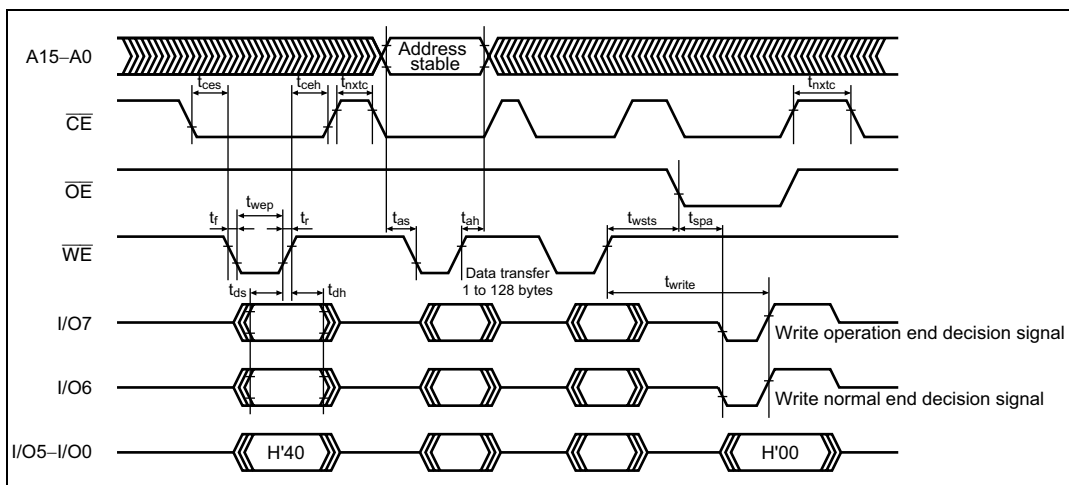 A15–A0
Address
stable
tces
tceh
tnxtc
tnxtc
CE
OE
twep
tf
tr
tas
tah
twsts
tspa
WE
Data transfer
1 to 128 bytes
tds
tdh
twrite
I/O7
Write operation end decision signal
I/O6
Write normal end decision signal
I/O5–I/O0
H'40
H'00